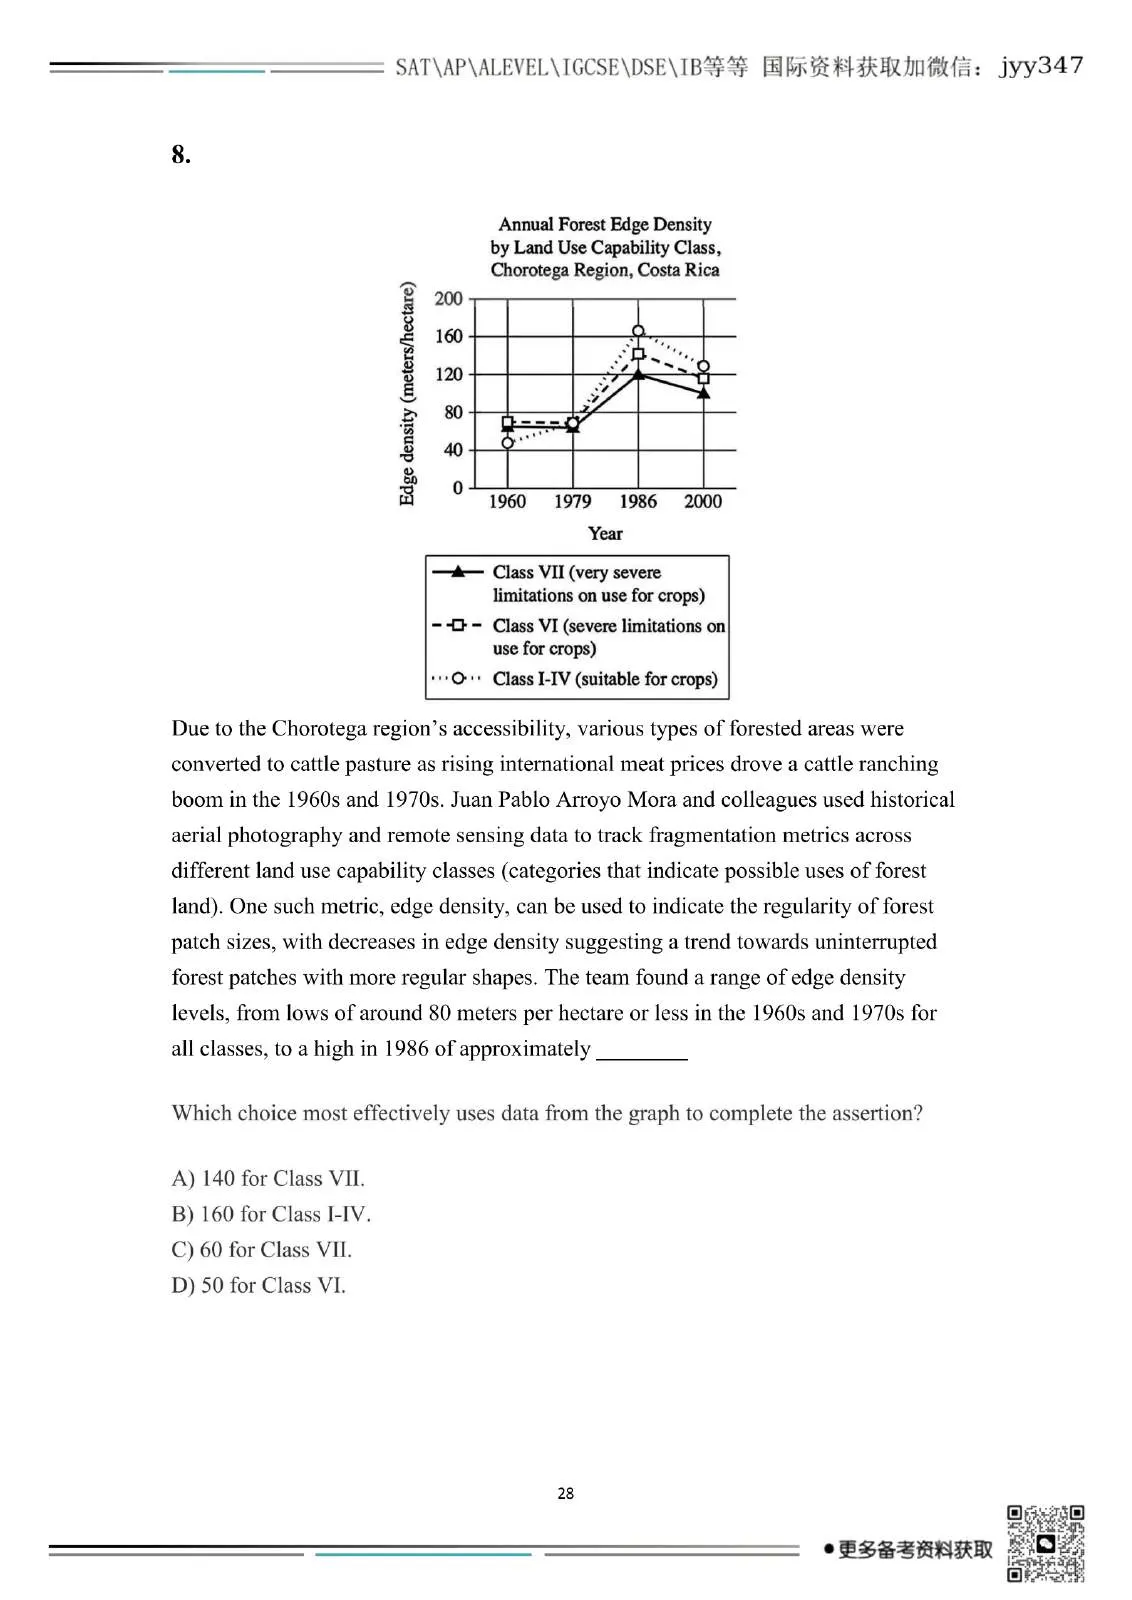 SAT\AP\ALEVEL\IGCSE\DSE\IB等等 国际资料获取加微信：jyy347
8.
Annual Forest Edge Density
by Land Use Capability Class,
Chorotega Region, Costa Rica
Edge density (meters/hectare)
200
160
120
80
40
0
1960 1979 1986 2000
Year
Class VII (very severe
limitations on use for crops)
Class VI (severe limitations on
use for crops)
Class I-IV (suitable for crops)
Due to the Chorotega region’s accessibility, various types of forested areas were
converted to cattle pasture as rising international meat prices drove a cattle ranching
boom in the 1960s and 1970s. Juan Pablo Arroyo Mora and colleagues used historical
aerial photography and remote sensing data to track fragmentation metrics across
different land use capability classes (categories that indicate possible uses of forest
land). One such metric, edge density, can be used to indicate the regularity of forest
patch sizes, with decreases in edge density suggesting a trend towards uninterrupted
forest patches with more regular shapes. The team found a range of edge density
levels, from lows of around 80 meters per hectare or less in the 1960s and 1970s for
all classes, to a high in 1986 of approximately ________
Which choice most effectively uses data from the graph to complete the assertion?
A) 140 for Class VII.
B) 160 for Class I-IV.
C) 60 for Class VII.
D) 50 for Class VI.
28
●更多备考资料获取